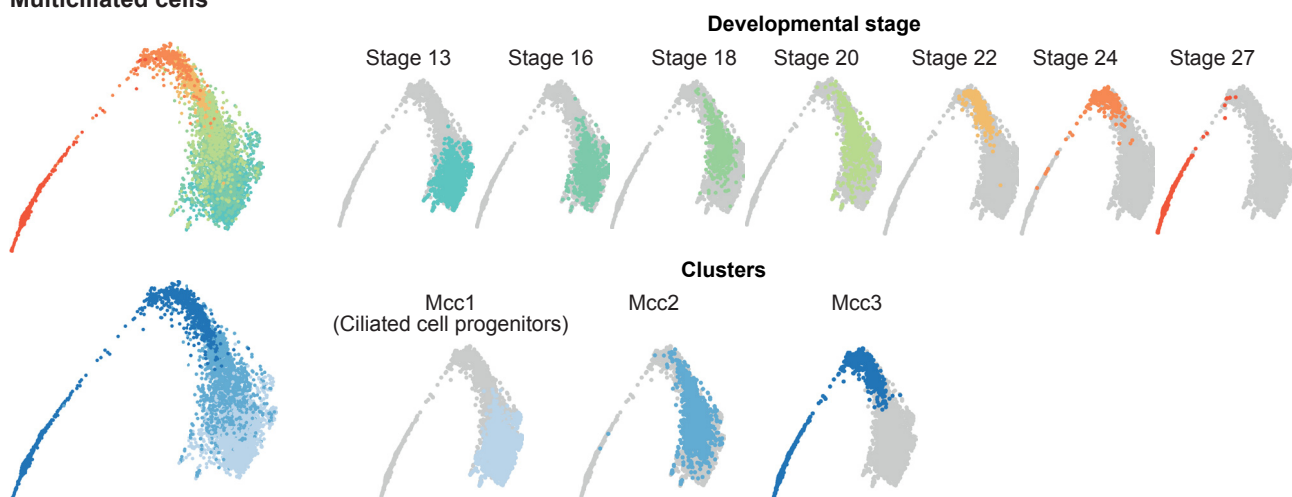 Multiciliated cells
Developmental stage
Stage 13 Stage 16 Stage 18 Stage 20 Stage 22 Stage 24 Stage 27
Clusters
Mcc1 Mcc2 Mcc3
(Ciliated cell progenitors)